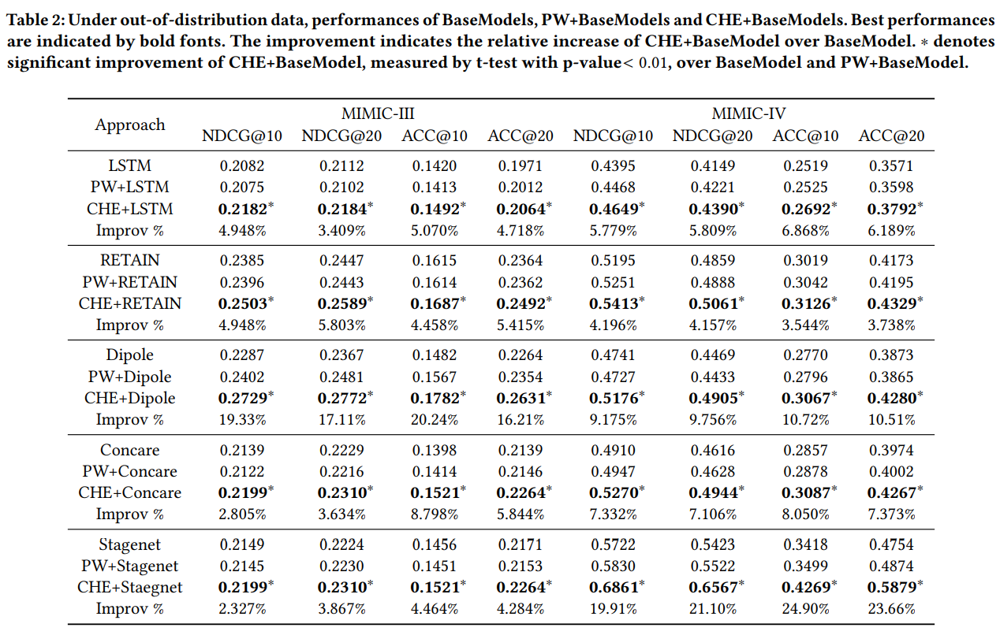 Table 2: Under out-of-distribution data, performances of BaseModels, PW+BaseModels and CHE+BaseModels. Best performances
are indicated by bold fonts. The improvement indicates the relative increase of CHE+BaseModel over BaseModel. * denotes
significant improvement of CHE+BaseModel, measured by t-test with p-value< 0.01, over BaseModel and PW+BaseModel.
Approach MIMIC-III MIMIC-IV
NDCG@10 NDCG@20 ACC@10 ACC@20 NDCG@10 NDCG@20 ACC@10 ACC@20
LSTM 0.2082 0.2112 0.1420 0.1971 0.4395 0.4149 0.2519 0.3571
PW+LSTM 0.2075 0.2102 0.1413 0.2012 0.4468 0.4221 0.2525 0.3598
CHE+LSTM 0.2182* 0.2184* 0.1492* 0.2064* 0.4649* 0.4390* 0.2692* 0.3792*
Improv % 4.948% 3.409% 5.070% 4.718% 5.779% 5.809% 6.868% 6.189%
RETAIN 0.2385 0.2447 0.1615 0.2364 0.5195 0.4859 0.3019 0.4173
PW+RETAIN 0.2396 0.2443 0.1614 0.2362 0.5251 0.4888 0.3042 0.4195
CHE+RETAIN 0.2503* 0.2589* 0.1687* 0.2492* 0.5413* 0.5061* 0.3126* 0.4329*
Improv % 4.948% 5.803% 4.458% 5.415% 4.196% 4.157% 3.544% 3.738%
Dipole 0.2287 0.2367 0.1482 0.2264 0.4741 0.4469 0.2770 0.3873
PW+Dipole 0.2402 0.2481 0.1567 0.2354 0.4727 0.4433 0.2796 0.3865
CHE+Dipole 0.2729* 0.2772* 0.1782* 0.2631* 0.5176* 0.4905* 0.3067* 0.4280*
Improv % 19.33% 17.11% 20.24% 16.21% 9.175% 9.756% 10.72% 10.51%
Concare 0.2139 0.2229 0.1398 0.2139 0.4910 0.4616 0.2857 0.3974
PW+Concare 0.2122 0.2216 0.1414 0.2146 0.4947 0.4628 0.2878 0.4002
CHE+Concare 0.2199* 0.2310* 0.1521* 0.2264* 0.5270* 0.4944* 0.3087* 0.4267*
Improv % 2.805% 3.634% 8.798% 5.844% 7.332% 7.106% 8.050% 7.373%
Stagenet 0.2149 0.2224 0.1456 0.2171 0.5722 0.5423 0.3418 0.4754
PW+Stagenet 0.2145 0.2230 0.1451 0.2153 0.5830 0.5522 0.3499 0.4874
CHE+Staegnet 0.2199* 0.2310* 0.1521* 0.2264* 0.6861* 0.6567* 0.4269* 0.5879*
Improv % 2.327% 3.867% 4.464% 4.284% 19.91% 21.10% 24.90% 23.66%